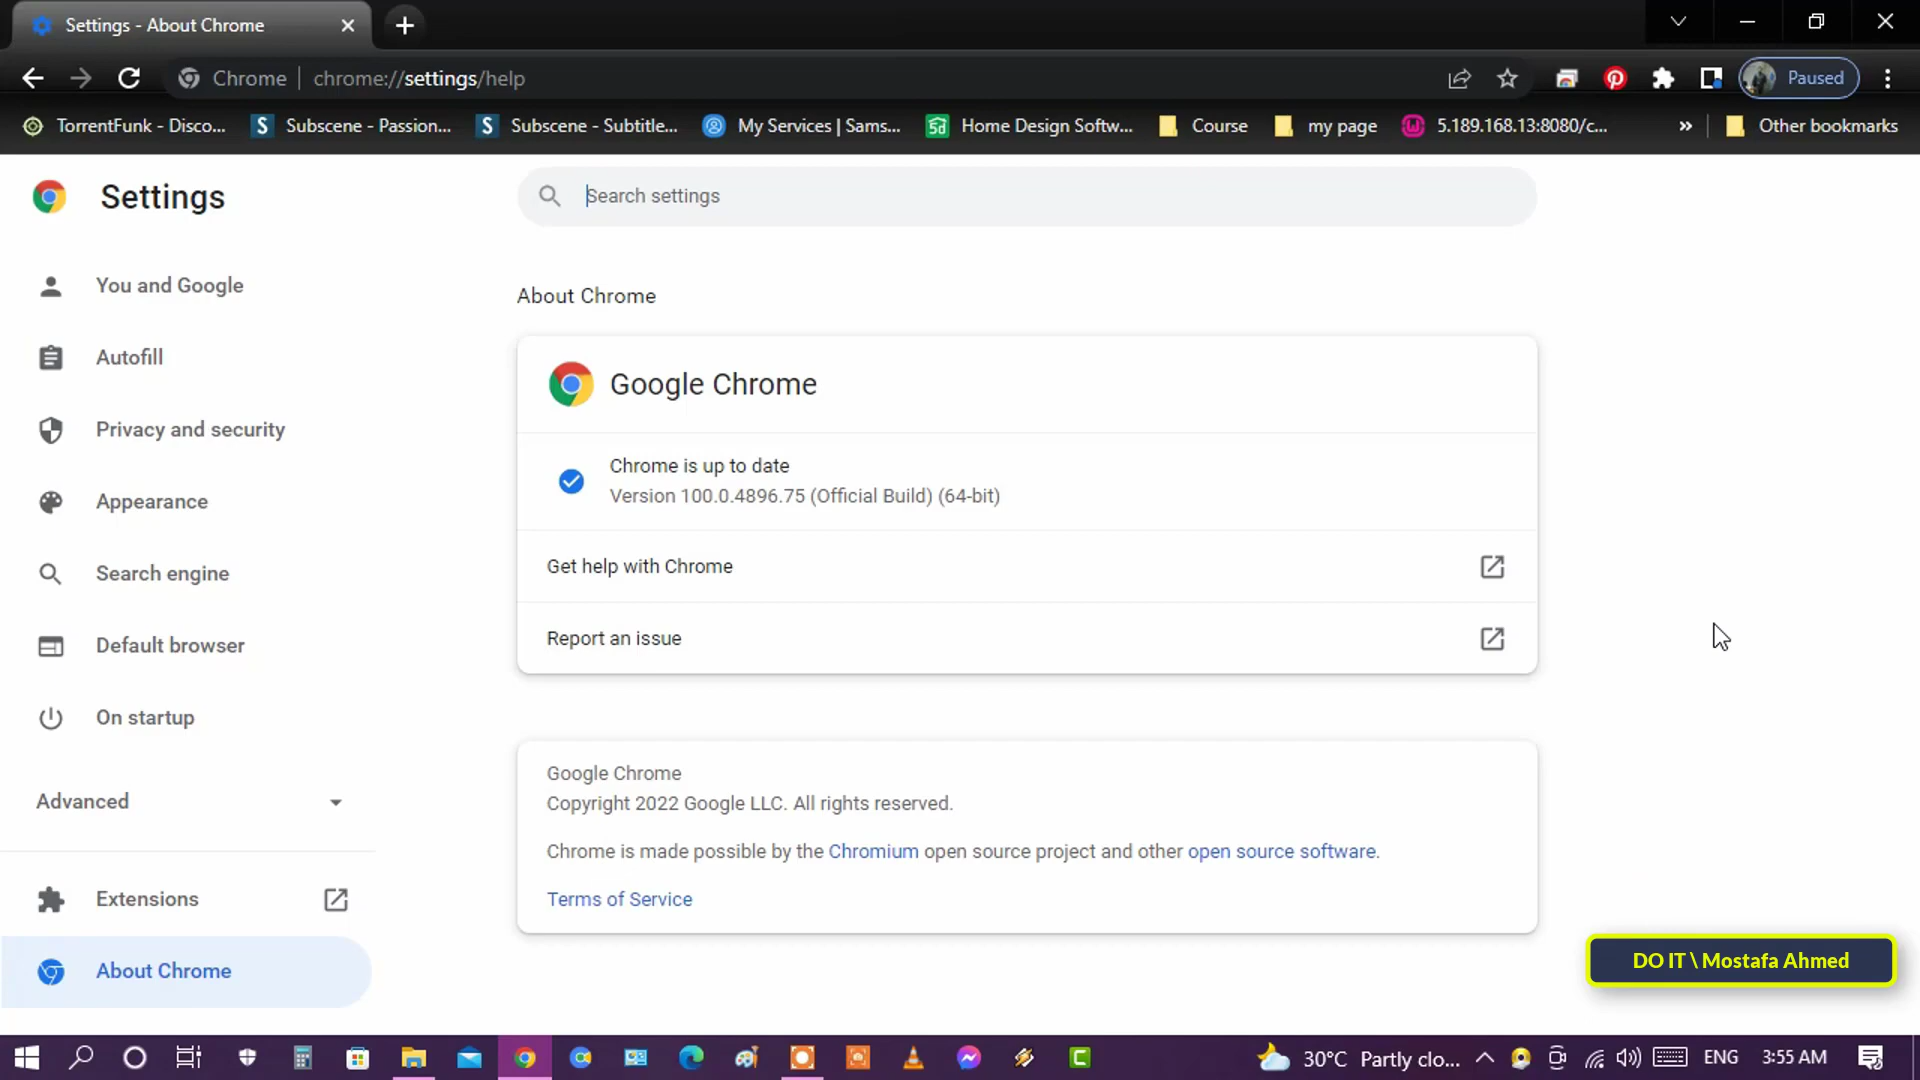 Settings - About Chrome
Chrome
chrome://settings/help
Paused
TorrentFunk - Disco...
Subscene - Passion...
Subscene - Subtitle...
My Services | Sams...
Home Design Softw...
Course
my page
5.189.168.13:8080/c...
»
Other bookmarks
Settings
Search settings
You and Google
Autofill
Privacy and security
Appearance
Search engine
Default browser
On startup
Advanced
Extensions
About Chrome
About Chrome
Google Chrome
Chrome is up to date
Version 100.0.4896.75 (Official Build) (64-bit)
Get help with Chrome
Report an issue
Google Chrome
Copyright 2022 Google LLC. All rights reserved.
Chrome is made possible by the Chromium open source project and other open source software.
Terms of Service
DO IT \ Mostafa Ahmed
30°C Partly clo...
ENG
3:55 AM